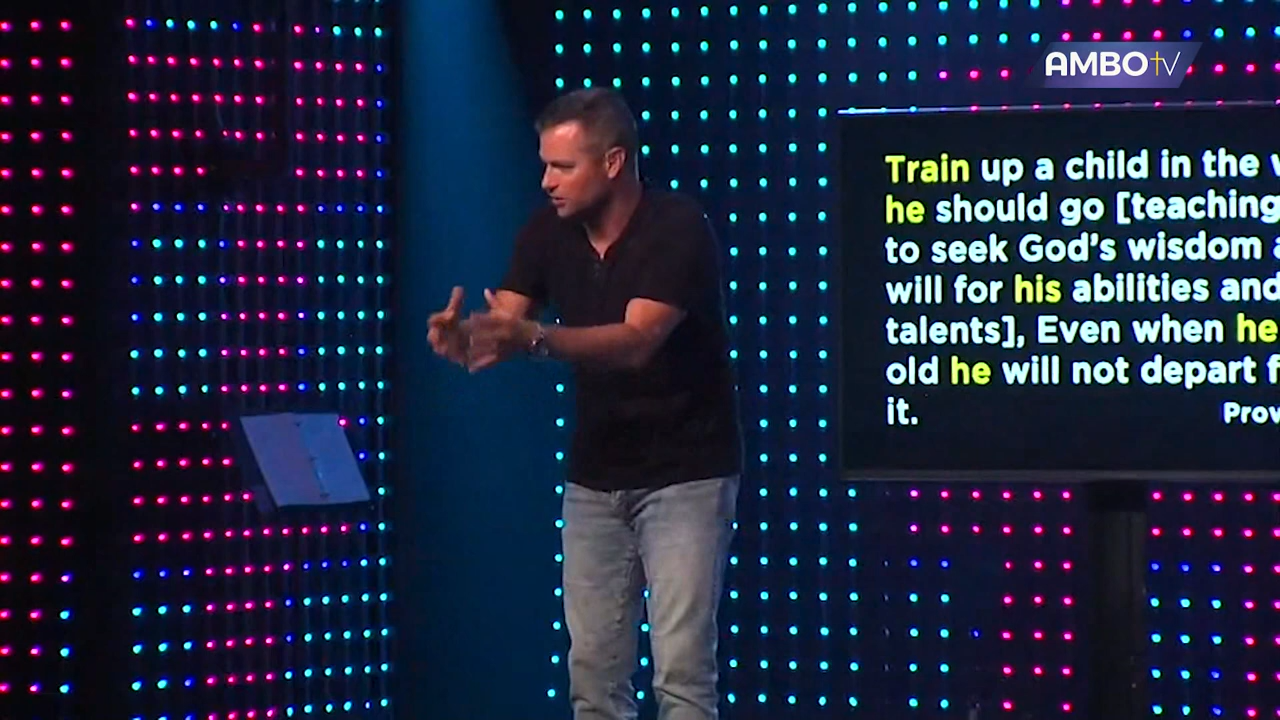 AMBOtv
Train up a child in the
he should go [teaching
to seek God's wisdom
will for his abilities and
talents], Even when he
old he will not depart
it.
Prov